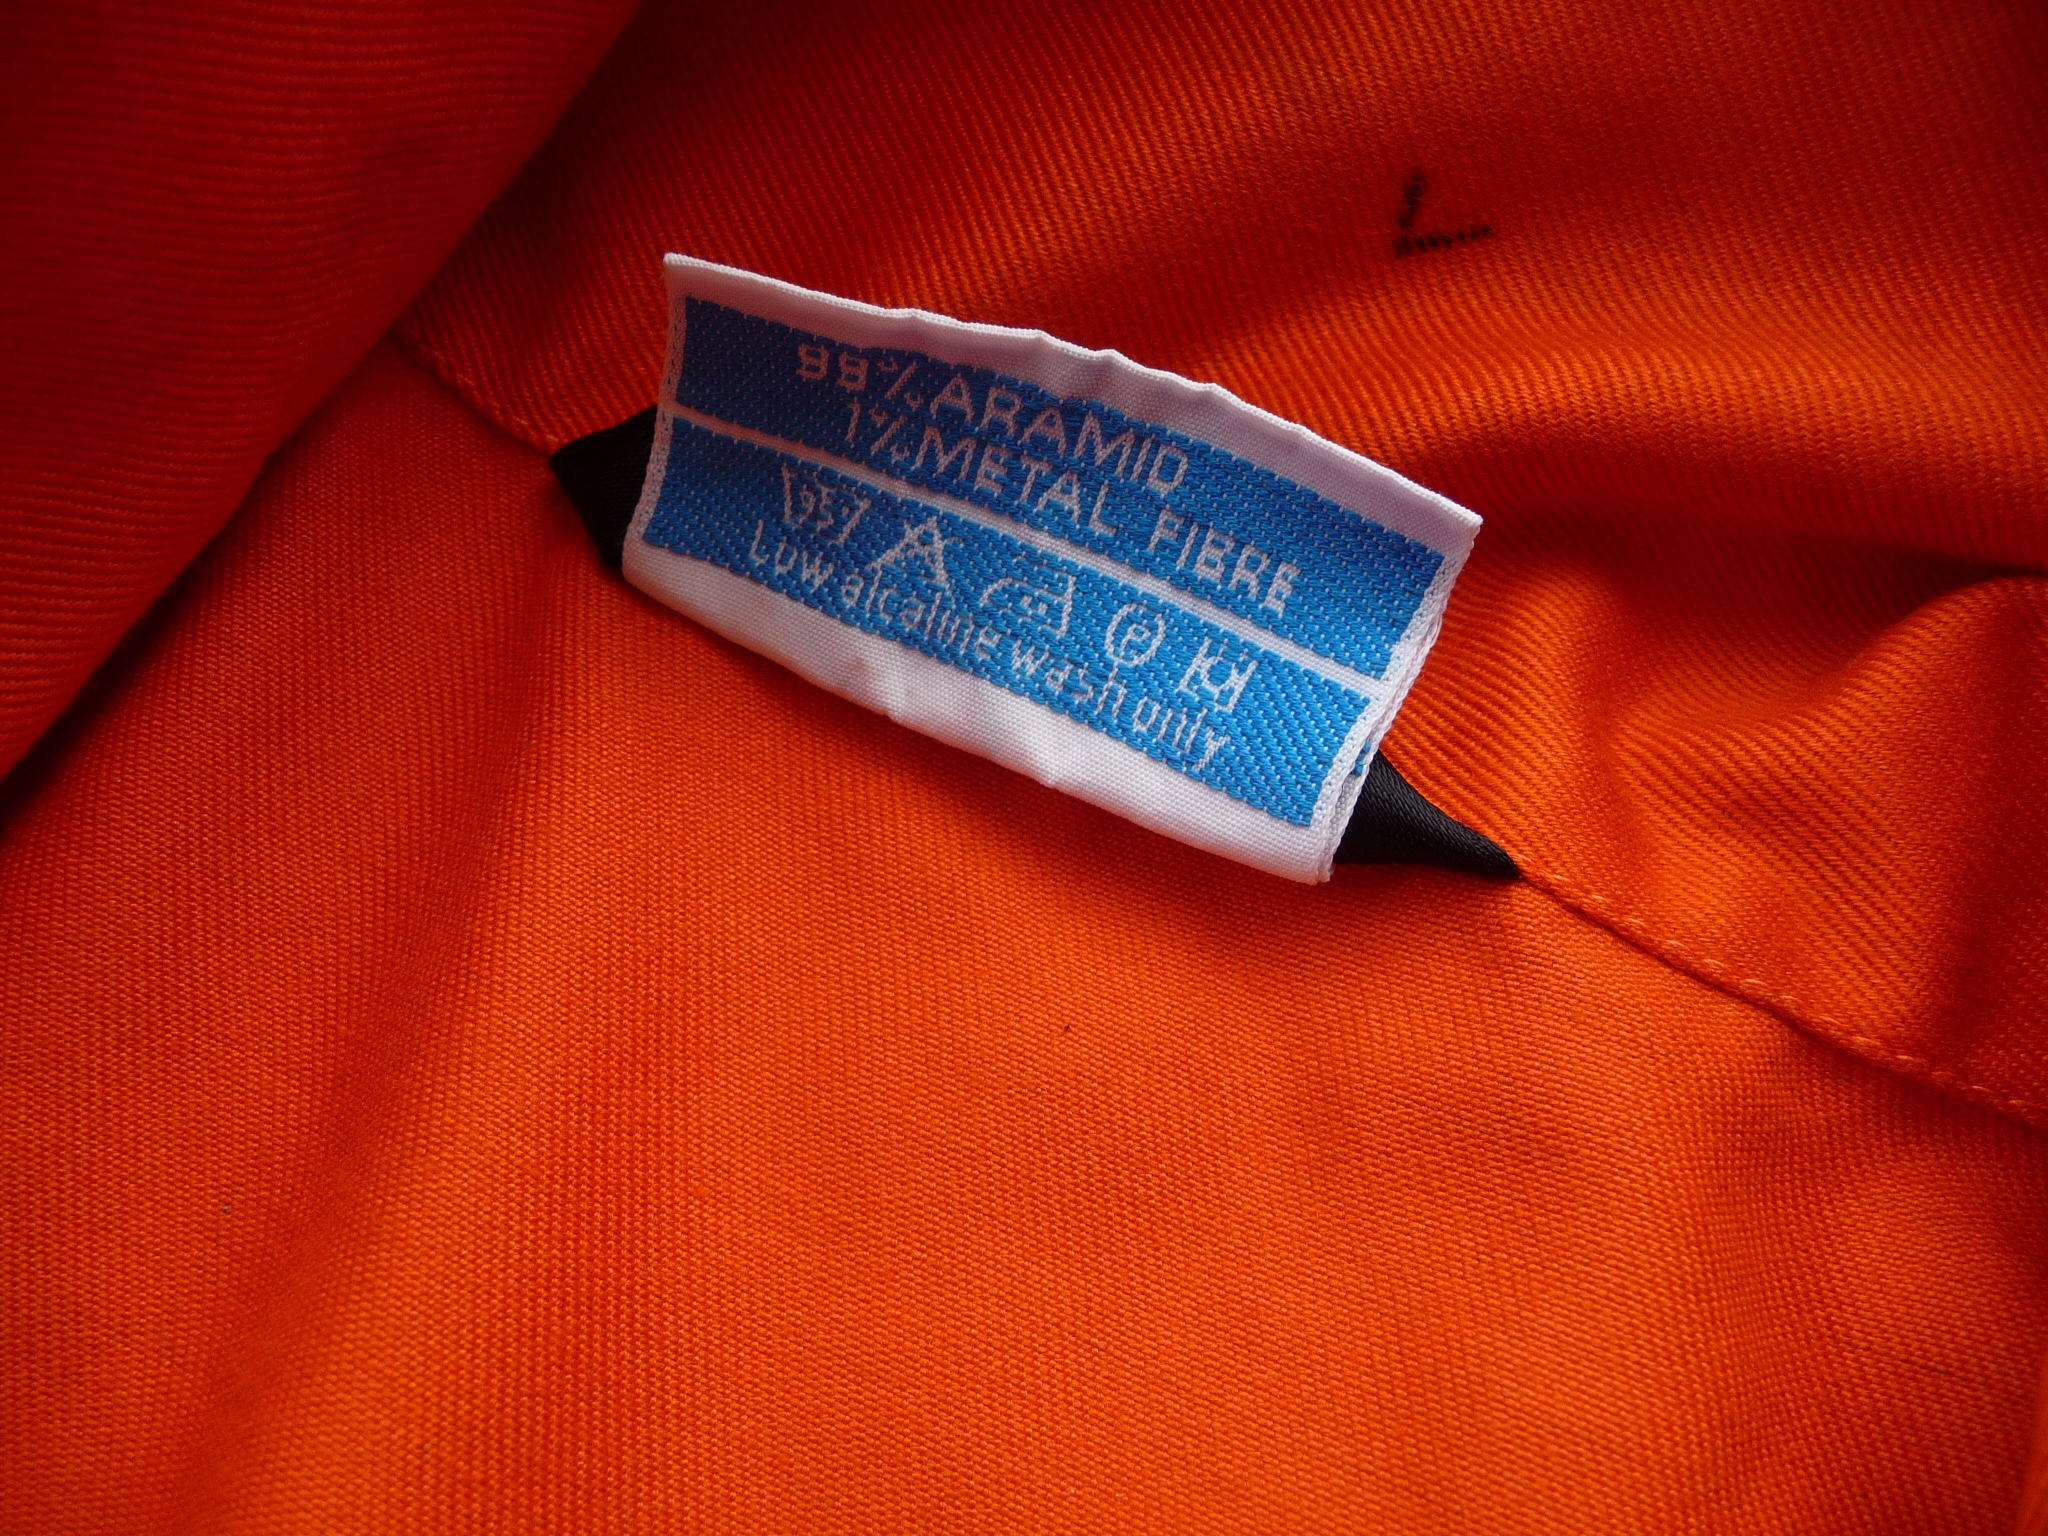 L
99%ARAMID
1%METAL FIBRE
Low alcaline wash only